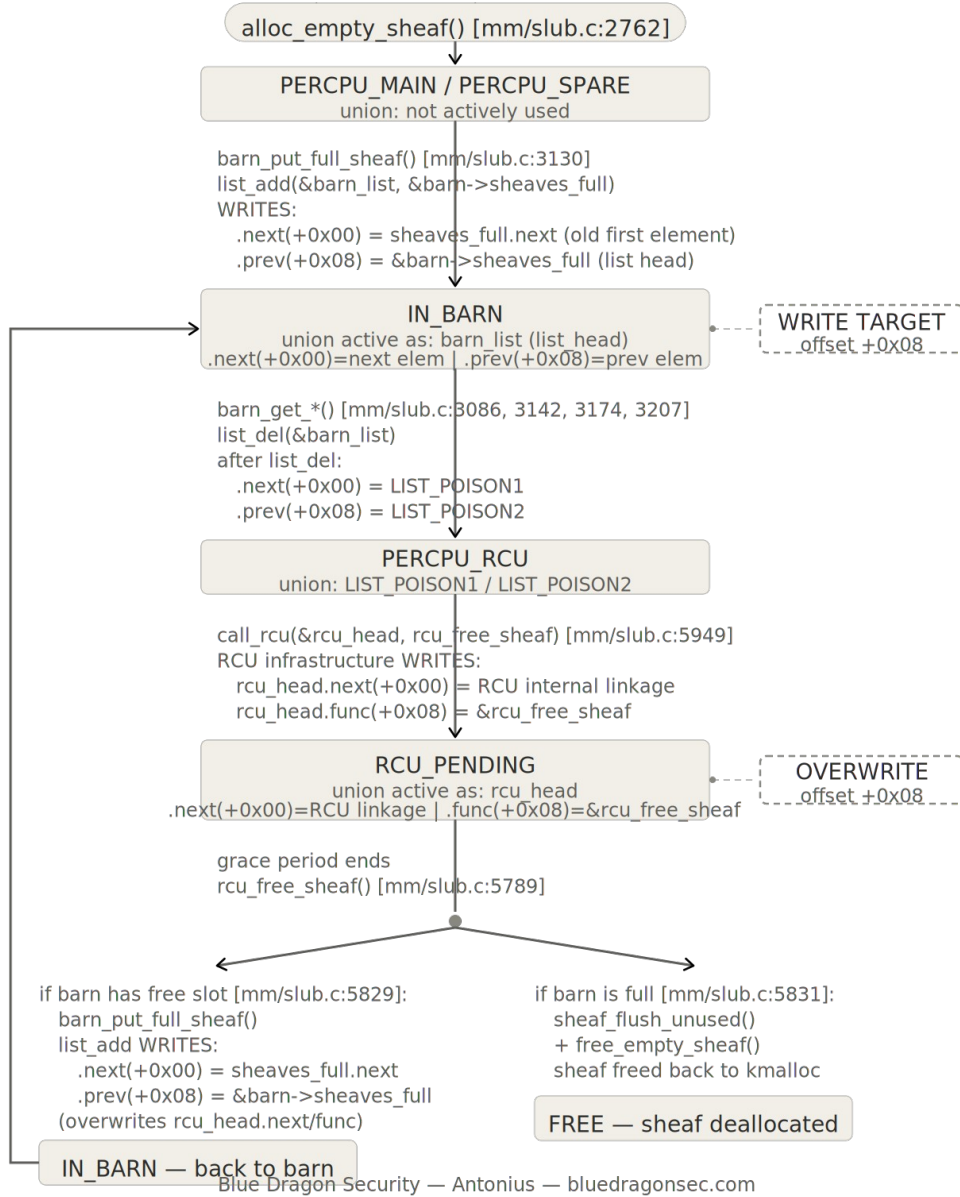 alloc_empty_sheaf() [mm/slub.c:2762]
PERCPU_MAIN / PERCPU_SPARE
union: not actively used
barn_put_full_sheaf() [mm/slub.c:3130]
list_add(&barn_list, &barn->sheaves_full)
WRITES:
.next(+0x00) = sheaves_full.next (old first element)
.prev(+0x08) = &barn->sheaves_full (list head)
IN_BARN
union active as: barn_list (list_head)
.next(+0x00)=next elem | .prev(+0x08)=prev elem
WRITE TARGET
offset +0x08
barn_get_*() [mm/slub.c:3086, 3142, 3174, 3207]
list_del(&barn_list)
after list_del:
.next(+0x00) = LIST_POISON1
.prev(+0x08) = LIST_POISON2
PERCPU_RCU
union: LIST_POISON1 / LIST_POISON2
call_rcu(&rcu_head, rcu_free_sheaf) [mm/slub.c:5949]
RCU infrastructure WRITES:
rcu_head.next(+0x00) = RCU internal linkage
rcu_head.func(+0x08) = &rcu_free_sheaf
RCU_PENDING
union active as: rcu_head
.next(+0x00)=RCU linkage | .func(+0x08)=&rcu_free_sheaf
OVERWRITE
offset +0x08
grace period ends
rcu_free_sheaf() [mm/slub.c:5789]
if barn has free slot [mm/slub.c:5829]:
barn_put_full_sheaf()
list_add WRITES:
.next(+0x00) = sheaves_full.next
.prev(+0x08) = &barn->sheaves_full
(overwrites rcu_head.next/func)
IN_BARN — back to barn
if barn is full [mm/slub.c:5831]:
sheaf_flush_unused()
+ free_empty_sheaf()
sheaf freed back to kmalloc
FREE — sheaf deallocated
Blue Dragon Security — Antonius — bluedragonsec.com